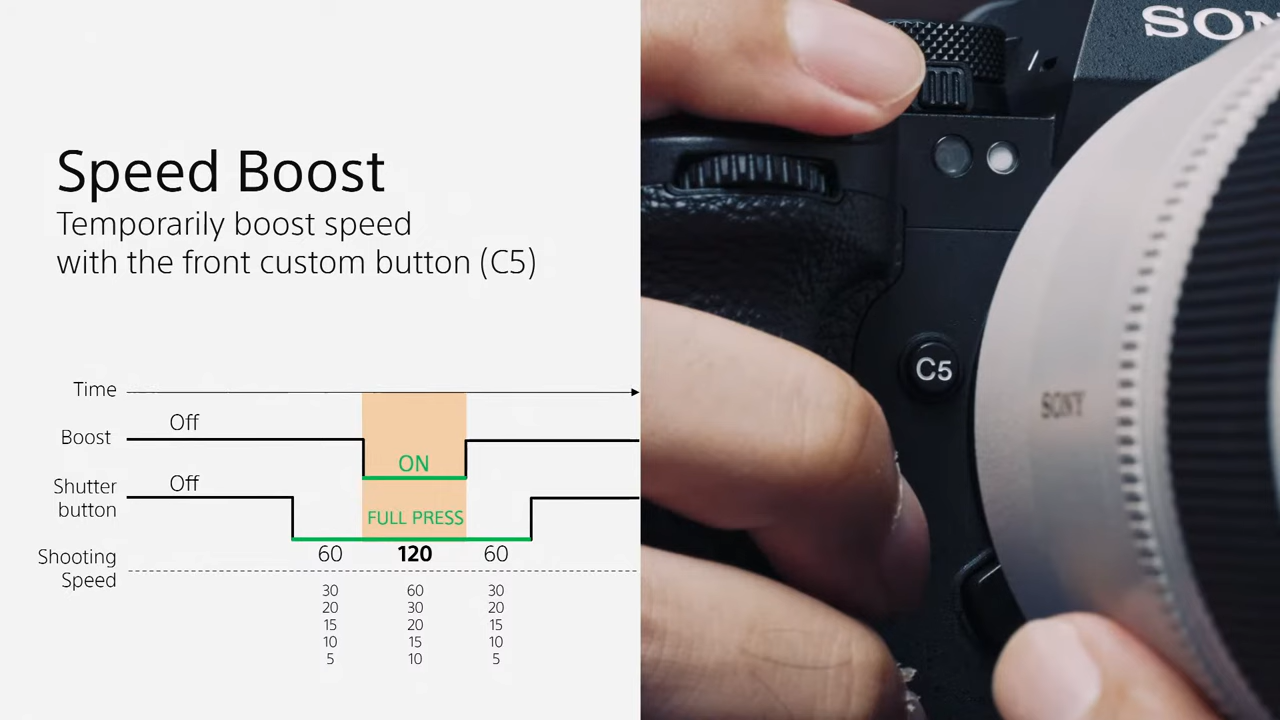 Speed Boost
Temporarily boost speed
with the front custom button (C5)
Time
Off
Boost
ON
Off
Shutter
button
FULL PRESS
60 120 60
Shooting
Speed
30 60 30
20 30 20
15 20 15
10 15 10
5 10 5
SON
C5
SONY